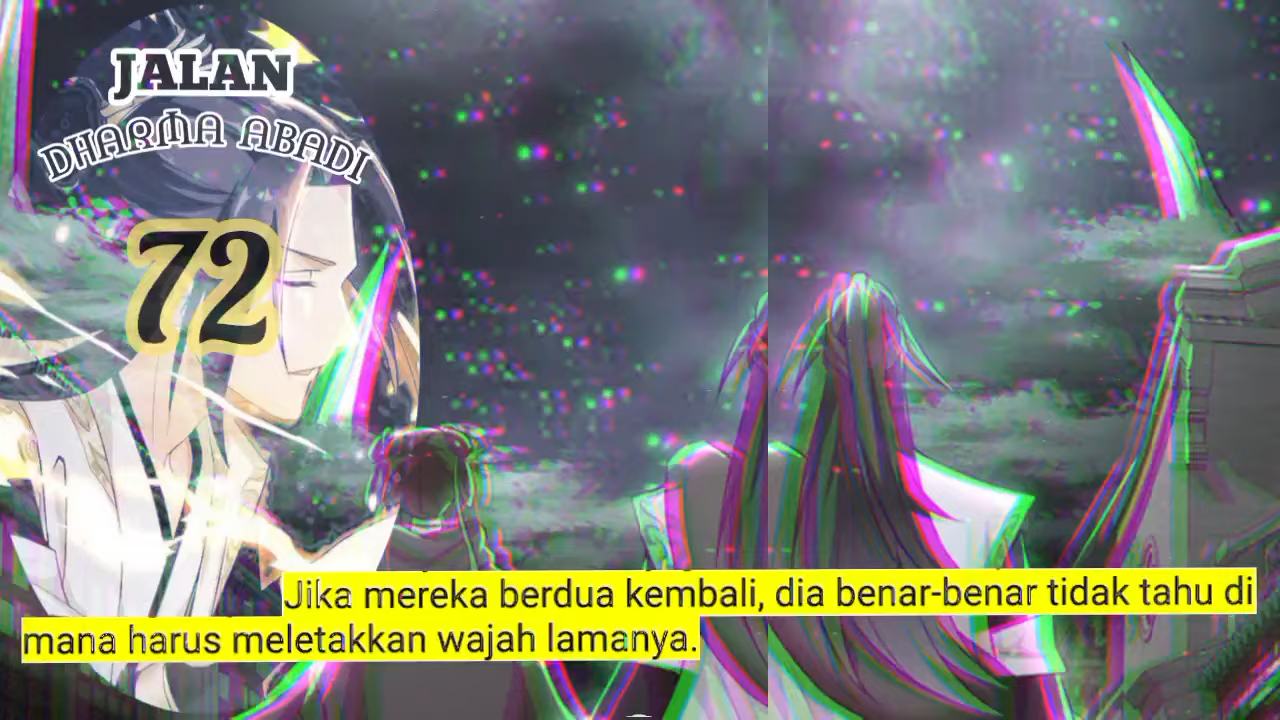 JALAN
DHARMA ABADI
72
Jika mereka berdua kembali, dia benar-benar tidak tahu di
mana harus meletakkan wajah lamanya.